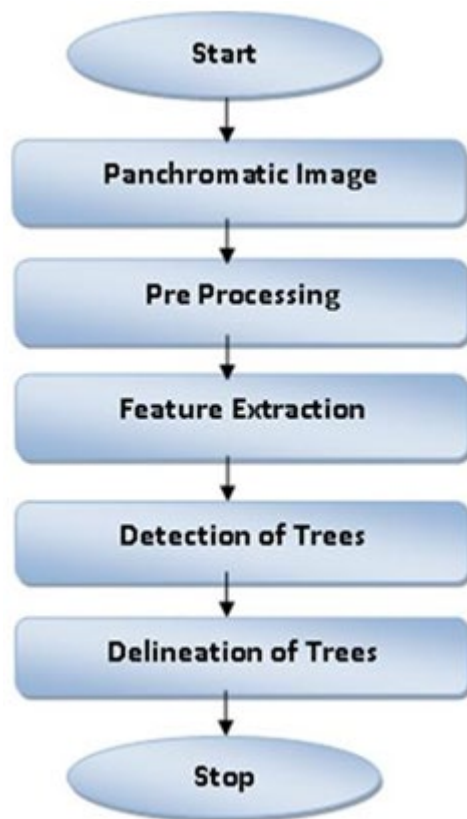 Start
Panchromatic Image
Pre Processing
Feature Extraction
Detection of Trees
Delineation of Trees
Stop